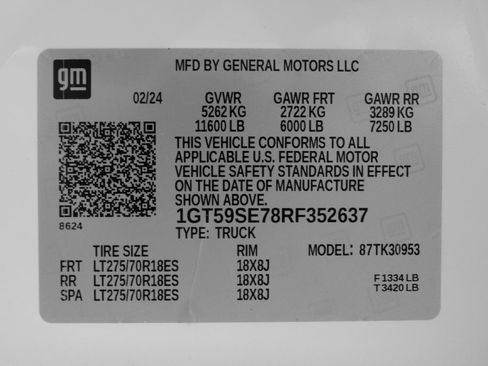 gm
MFD BY GENERAL MOTORS LLC
02/24 GVWR GAWR FRT GAWR RR
5262 KG 2722 KG 3289 KG
11600 LB 6000 LB 7250 LB
THIS VEHICLE CONFORMS TO ALL
APPLICABLE U.S. FEDERAL MOTOR
VEHICLE SAFETY STANDARDS IN EFFECT
ON THE DATE OF MANUFACTURE
SHOWN ABOVE.
8624
1GT59SE78RF352637
TYPE: TRUCK
TIRE SIZE RIM MODEL: 87TK30953
FRT LT275/70R18ES 18X8J
RR LT275/70R18ES 18X8J F 1334 LB
SPA LT275/70R18ES 18X8J T 3420 LB